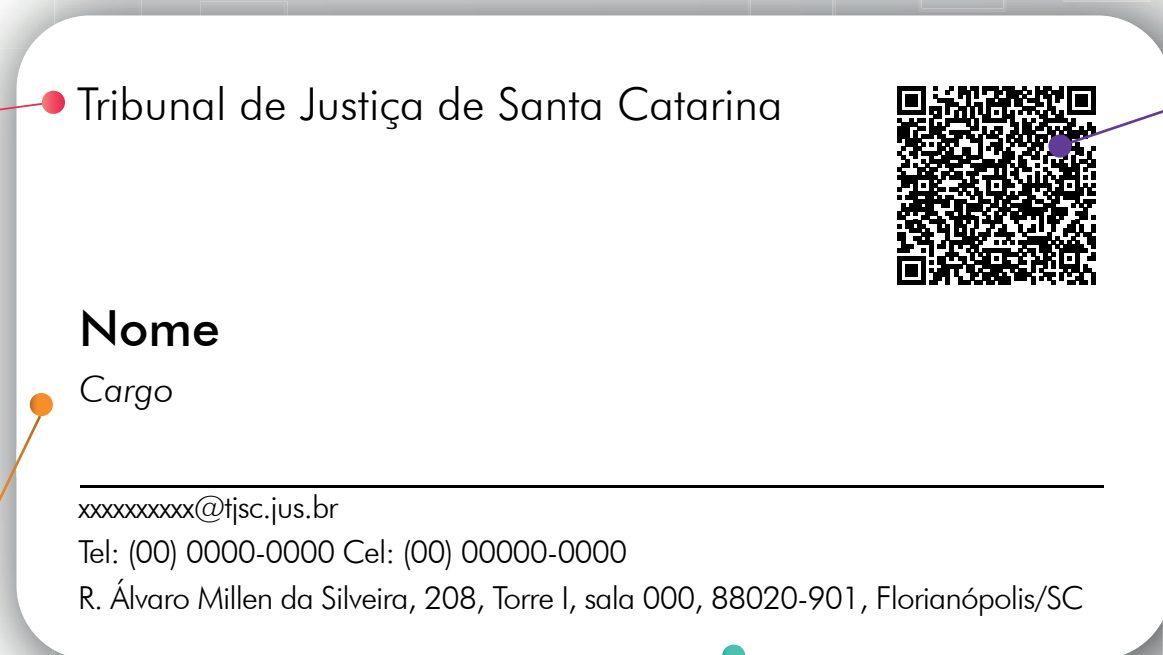 Tribunal de Justiça de Santa Catarina
Nome
Cargo
xxxxxxxxxx@tjsc.jus.br
Tel: (00) 0000-0000 Cel: (00) 00000-0000
R. Álvaro Millen da Silveira, 208, Torre I, sala 000, 88020-901, Florianópolis/SC